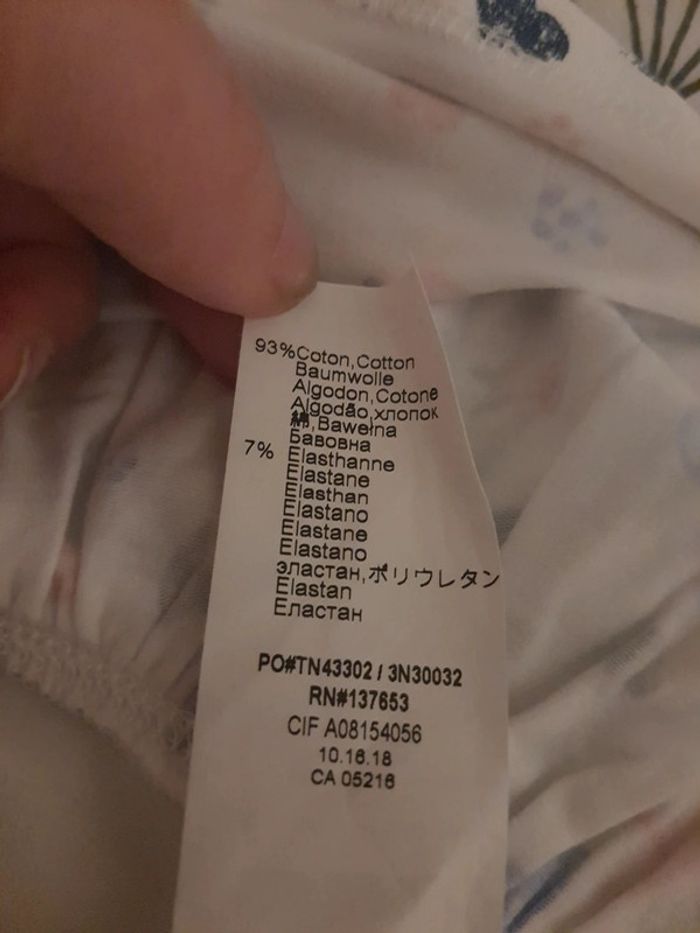 93%Coton,Cotton
Baumwolle
Algodon,Cotone
Algodão,хлопок
綿,Bawełna
Бавовна
7% Elasthanne
Elastane
Elasthan
Elastano
Elastane
Elastano
эластан,ポリウレタン
Elastan
Еластан
PO#TN43302 / 3N30032
RN#137653
CIF A08154056
10.16.18
CA 05216